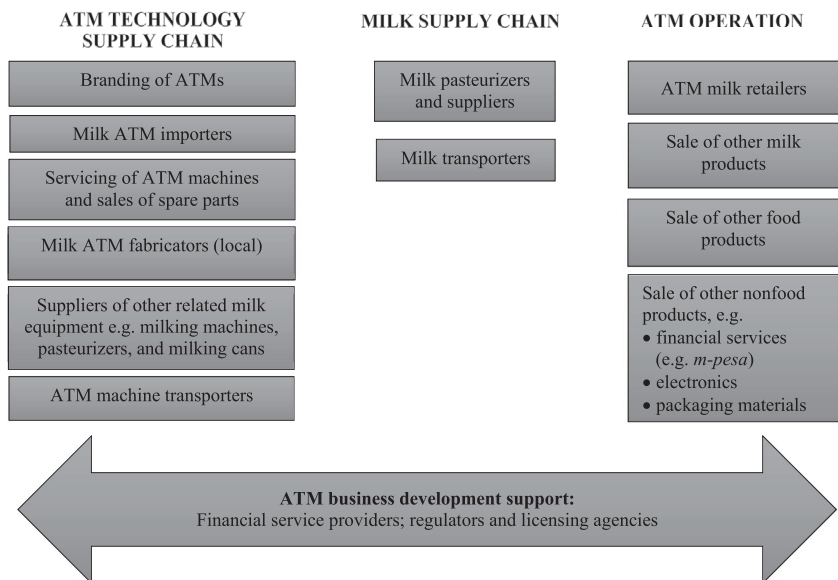 ATM TECHNOLOGY
SUPPLY CHAIN
Branding of ATMs
Milk ATM importers
Servicing of ATM machines
and sales of spare parts
Milk ATM fabricators (local)
Suppliers of other related milk
equipment e.g. milking machines,
pasteurizers, and milking cans
ATM machine transporters
MILK SUPPLY CHAIN
Milk pasteurizers
and suppliers
Milk transporters
ATM OPERATION
ATM milk retailers
Sale of other milk
products
Sale of other food
products
Sale of other nonfood
products, e.g.
• financial services
(e.g. m-pesa)
• electronics
• packaging materials
ATM business development support:
Financial service providers; regulators and licensing agencies